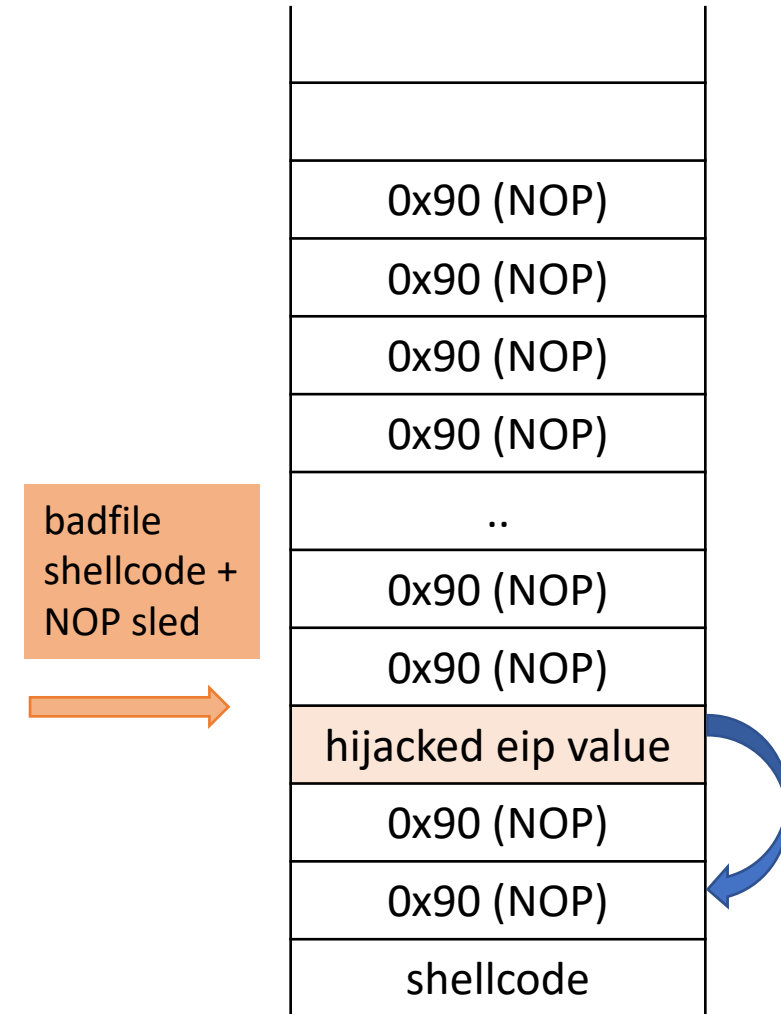 0x90 (NOP)
0x90 (NOP)
0x90 (NOP)
0x90 (NOP)
..
badfile
shellcode +
NOP sled
0x90 (NOP)
0x90 (NOP)
hijacked eip value
0x90 (NOP)
0x90 (NOP)
shellcode